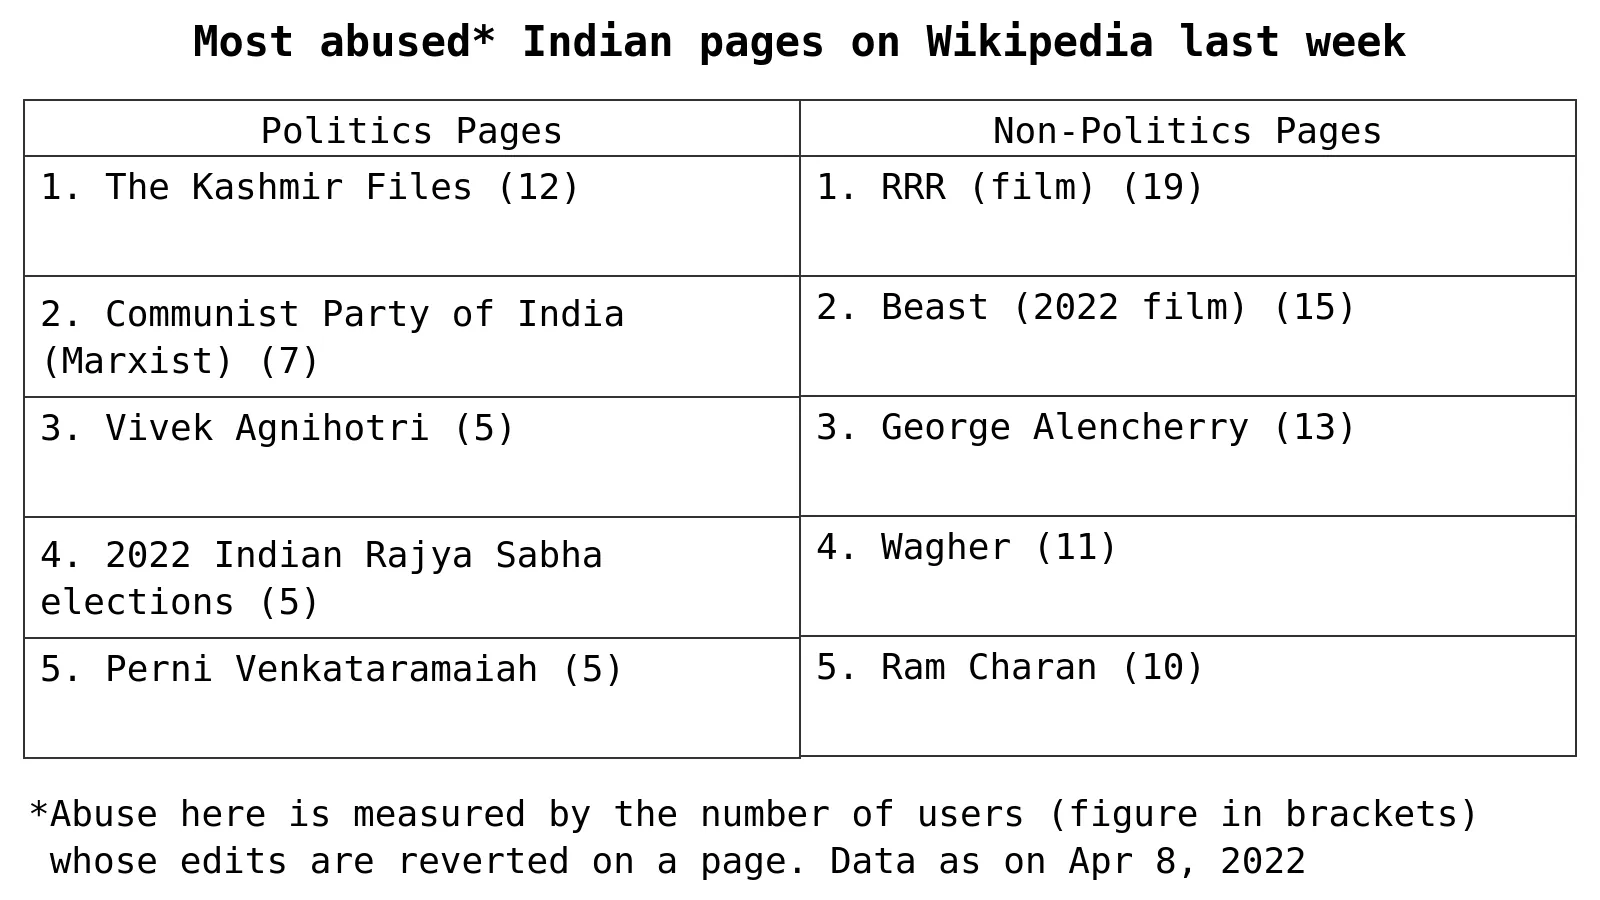 Most abused* Indian pages on Wikipedia last week
Politics Pages
1. The Kashmir Files (12)
2. Communist Party of India
(Marxist) (7)
3. Vivek Agnihotri (5)
4. 2022 Indian Rajya Sabha
elections (5)
5. Perni Venkataramaiah (5)
Non-Politics Pages
1. RRR (film) (19)
2. Beast (2022 film) (15)
3. George Alencherry (13)
4. Wagher (11)
5. Ram Charan (10)
*Abuse here is measured by the number of users (figure in brackets)
whose edits are reverted on a page. Data as on Apr 8, 2022